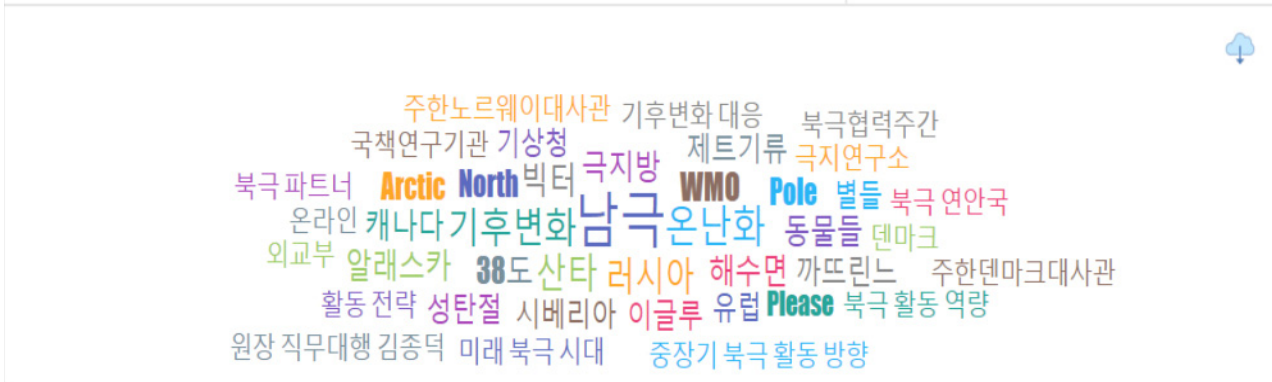 주한노르웨이대사관 기후변화 대응 북극협력주간
국책연구기관 기상청 제트기류 극지연구소
북극 파트너 Arctic North 빅터 극지방 WMO Pole 별들 북극 연안국
온라인 캐나다 기후변화 남극 온난화 동물들 덴마크
외교부 알래스카 38도 산타 러시아 해수면 까뜨린느 주한덴마크대사관
활동 전략 성탄절 시베리아 이글루 유럽 Please 북극 활동 역량
원장 직무대행 김종덕 미래 북극 시대 중장기 북극 활동 방향